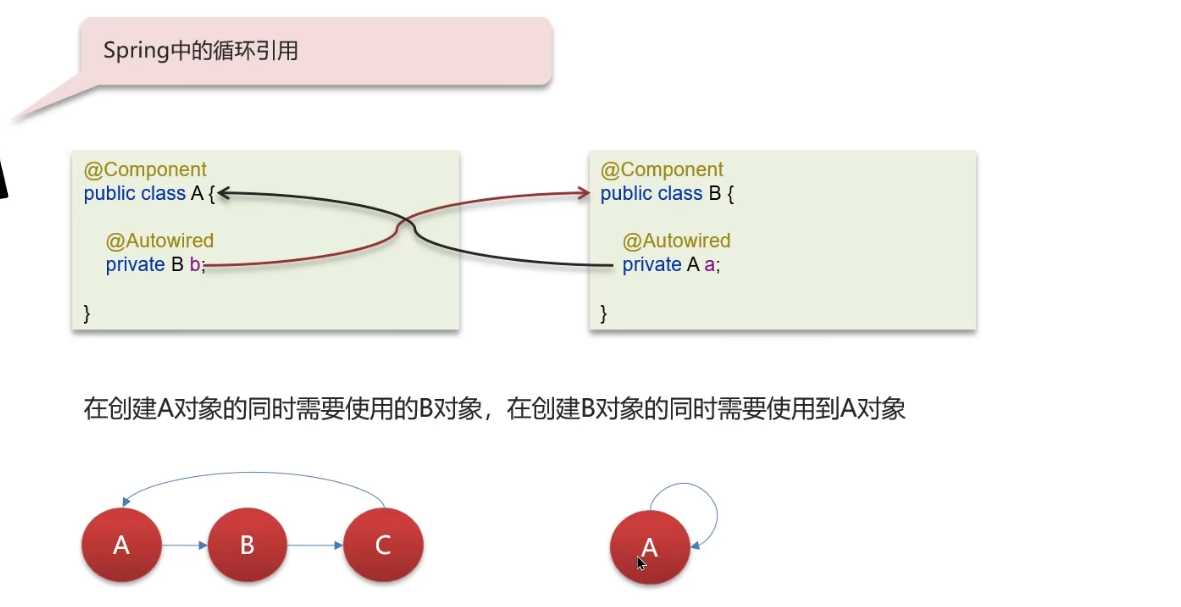 Spring中的循环引用
@Component
public class A {
@Autowired
private B b;
}
@Component
public class B {
@Autowired
private A a;
}
在创建A对象的同时需要使用的B对象，在创建B对象的同时需要使用到A对象
A B C
A